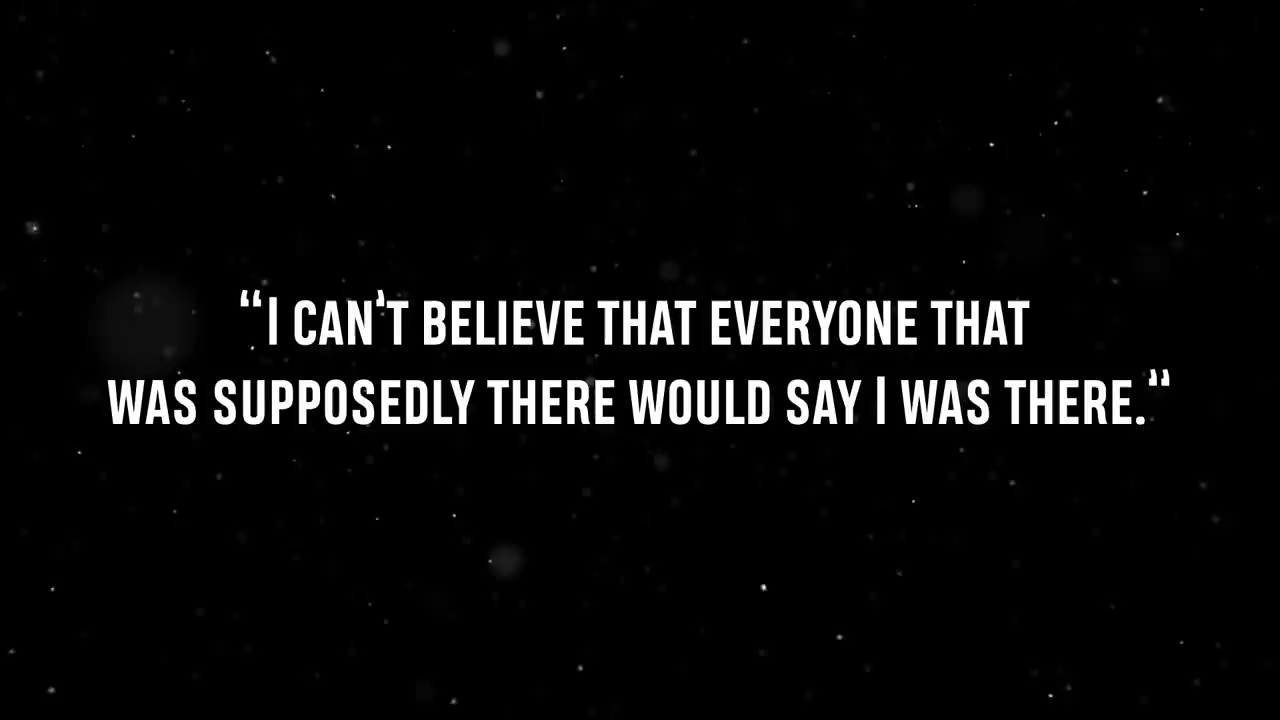 “I CAN’T BELIEVE THAT EVERYONE THAT
WAS SUPPOSEDLY THERE WOULD SAY I WAS THERE.”